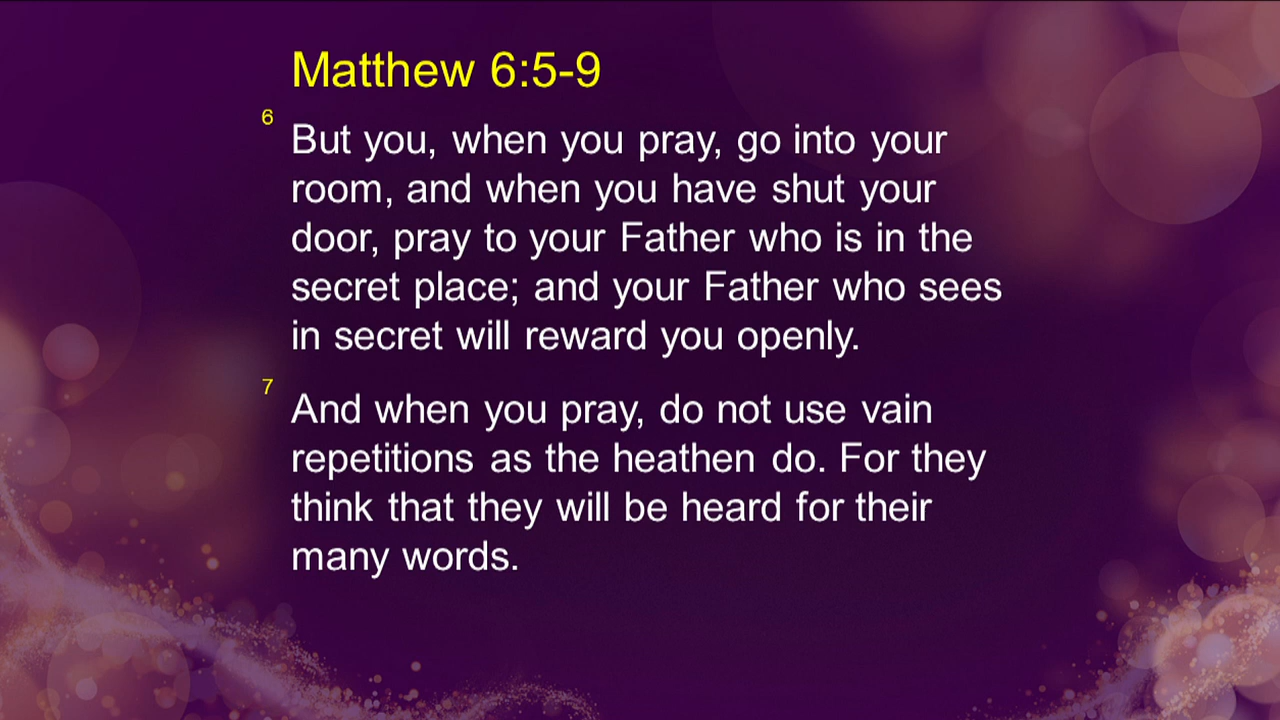 Matthew 6:5-9
6 But you, when you pray, go into your
room, and when you have shut your
door, pray to your Father who is in the
secret place; and your Father who sees
in secret will reward you openly.
7 And when you pray, do not use vain
repetitions as the heathen do. For they
think that they will be heard for their
many words.